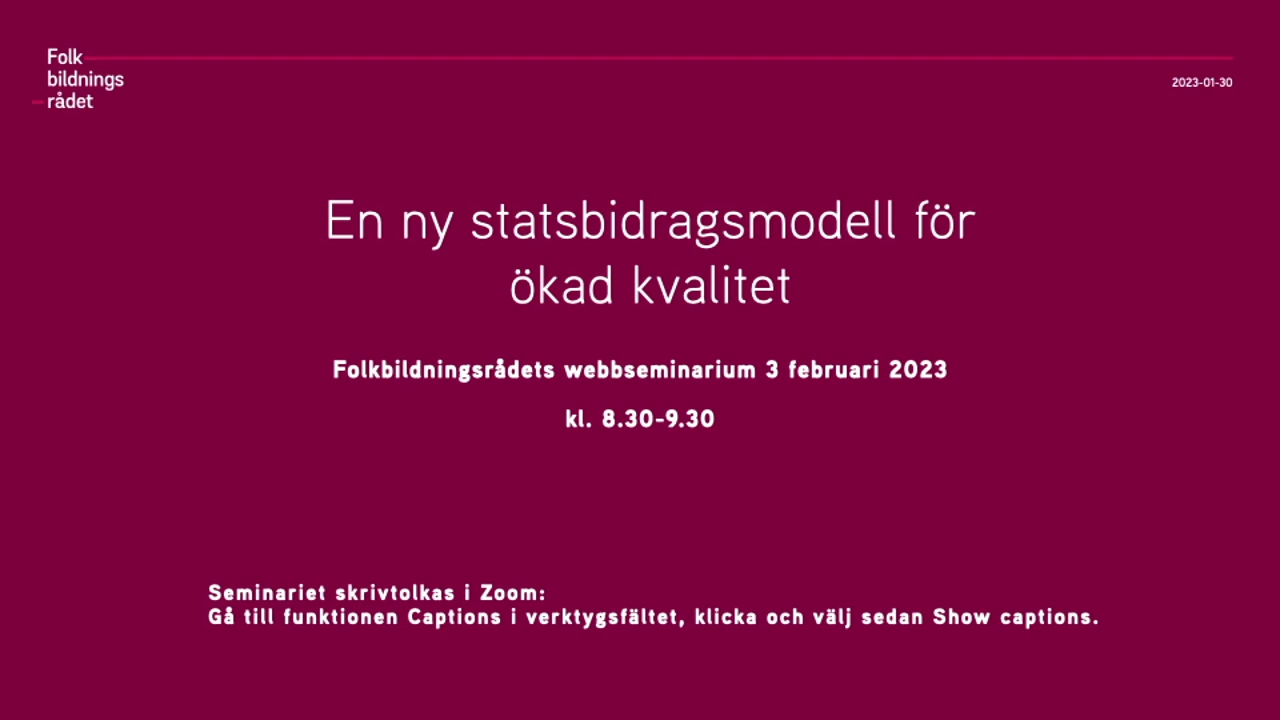 Folk
bildnings
rådet
2023-01-30
En ny statsbidragsmodell för
ökad kvalitet
Folkbildningsrådets webbseminarium 3 februari 2023
kl. 8.30-9.30
Seminariet skrivtolkas i Zoom:
Gå till funktionen Captions i verktygsfältet, klicka och välj sedan Show captions.